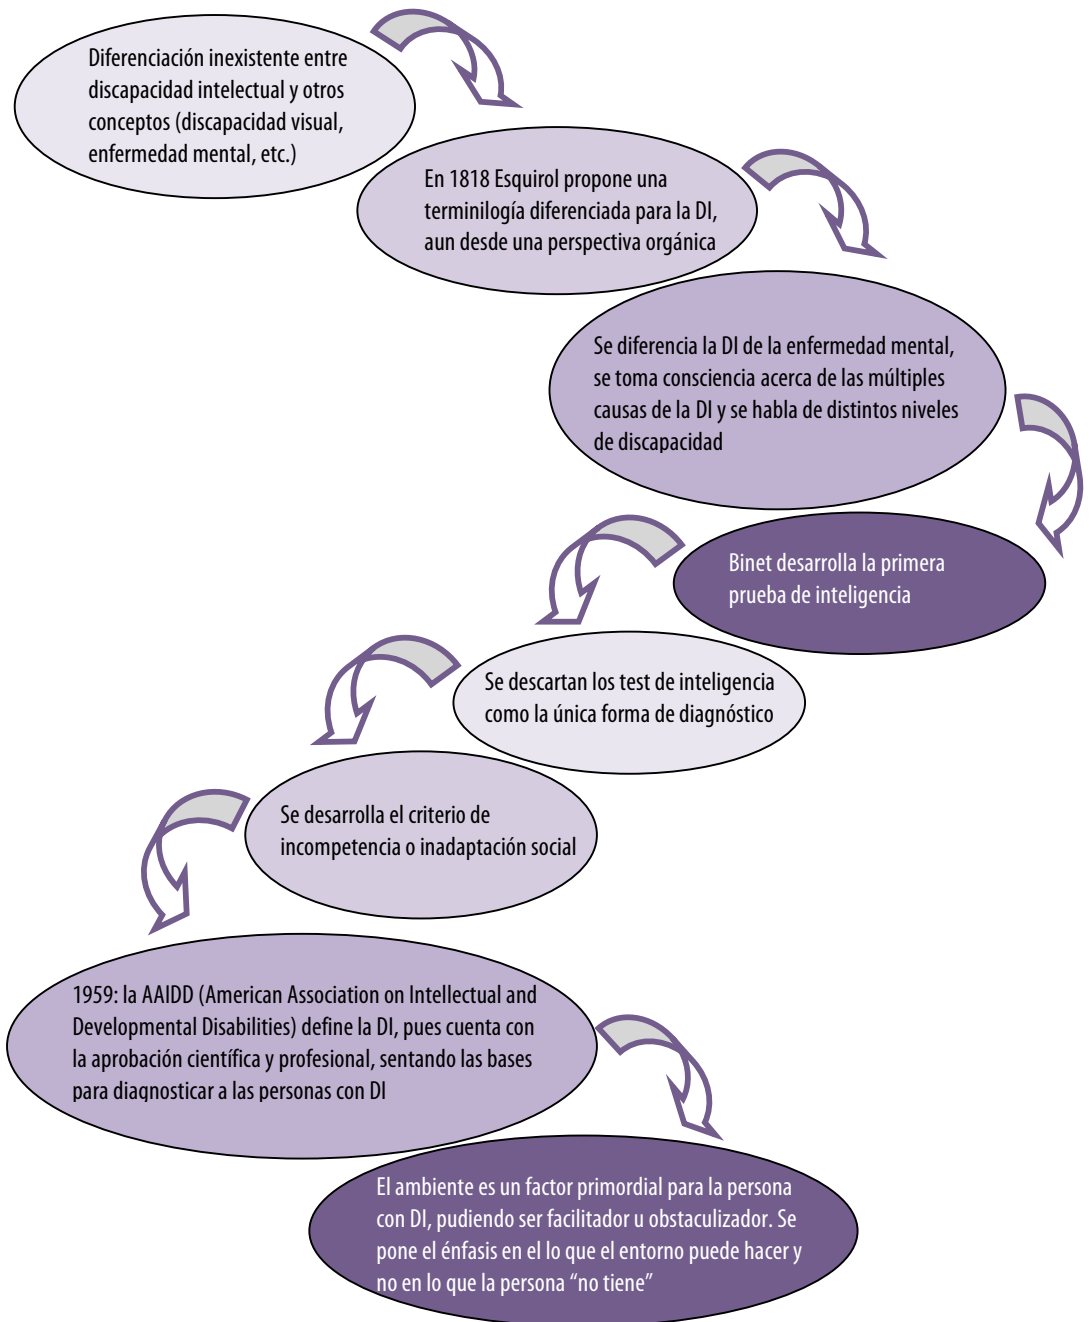 Diferenciación inexistente entre
discapacidad intelectual y otros
conceptos (discapacidad visual,
enfermedad mental, etc.)
En 1818 Esquirol propone una
terminilogía diferenciada para la DI,
aun desde una perspectiva orgánica
Se diferencia la DI de la enfermedad mental,
se toma consciencia acerca de las múltiples
causas de la DI y se habla de distintos niveles
de discapacidad
Binet desarrolla la primera
prueba de inteligencia
Se descartan los test de inteligencia
como la única forma de diagnóstico
Se desarrolla el criterio de
incompetencia o inadaptación social
1959: la AAIDD (American Association on Intellectual and
Developmental Disabilities) define la DI, pues cuenta con
la aprobación científica y profesional, sentando las bases
para diagnosticar a las personas con DI
El ambiente es un factor primordial para la persona
con DI, pudiendo ser facilitador u obstaculizador. Se
pone el énfasis en el lo que el entorno puede hacer y
no en lo que la persona “no tiene”